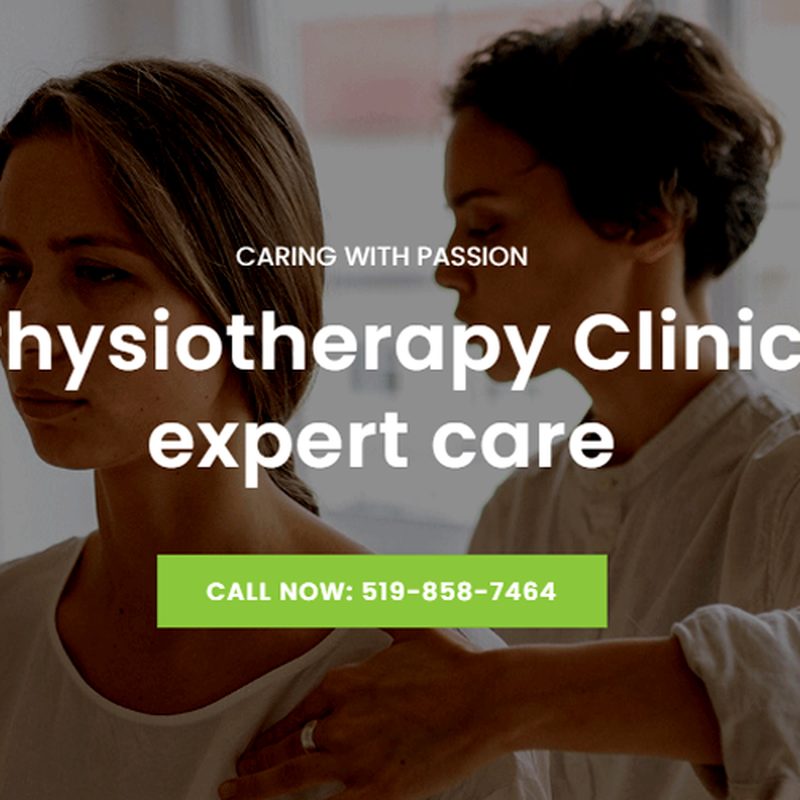 CARING WITH PASSION
hysiotherapy Clinic
expert care
CALL NOW: 519-858-7464